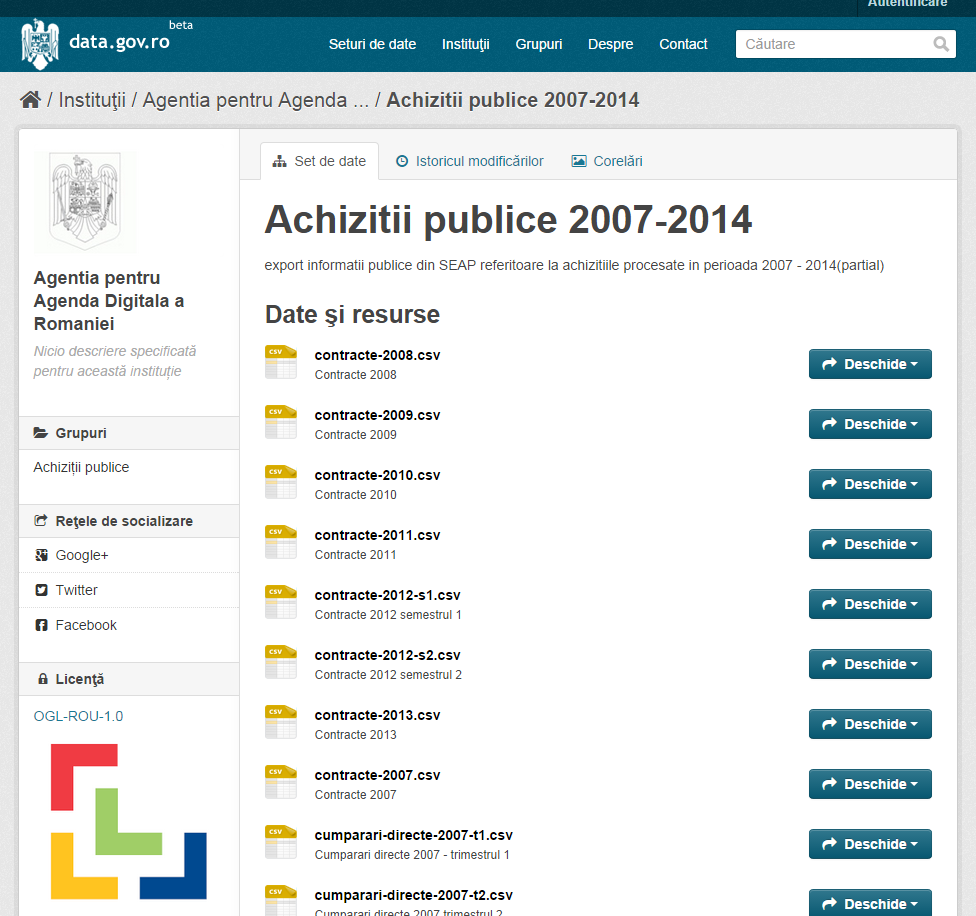 Autentificare
beta
data.gov.ro
Seturi de date
Instituţii
Grupuri
Despre
Contact
Căutare
/ Instituţii / Agentia pentru Agenda ... / Achizitii publice 2007-2014
Agentia pentru
Agenda Digitala a
Romaniei
Nicio descriere specificată
pentru această instituţie
Grupuri
Achiziții publice
Reţele de socializare
Google+
Twitter
Facebook
Licenţă
OGL-ROU-1.0
Set de date
Istoricul modificărilor
Corelări
Achizitii publice 2007-2014
export informatii publice din SEAP referitoare la achizitiile procesate in perioada 2007 - 2014(partial)
Date şi resurse
CSV
contracte-2008.csv
Deschide
Contracte 2008
CSV
contracte-2009.csv
Deschide
Contracte 2009
CSV
contracte-2010.csv
Deschide
Contracte 2010
CSV
contracte-2011.csv
Deschide
Contracte 2011
CSV
contracte-2012-s1.csv
Deschide
Contracte 2012 semestrul 1
CSV
contracte-2012-s2.csv
Deschide
Contracte 2012 semestrul 2
CSV
contracte-2013.csv
Deschide
Contracte 2013
CSV
contracte-2007.csv
Deschide
Contracte 2007
CSV
cumparari-directe-2007-t1.csv
Deschide
Cumparari directe 2007 - trimestrul 1
CSV
cumparari-directe-2007-t2.csv
Deschide
Cumparari directe 2007 trimestrul 2